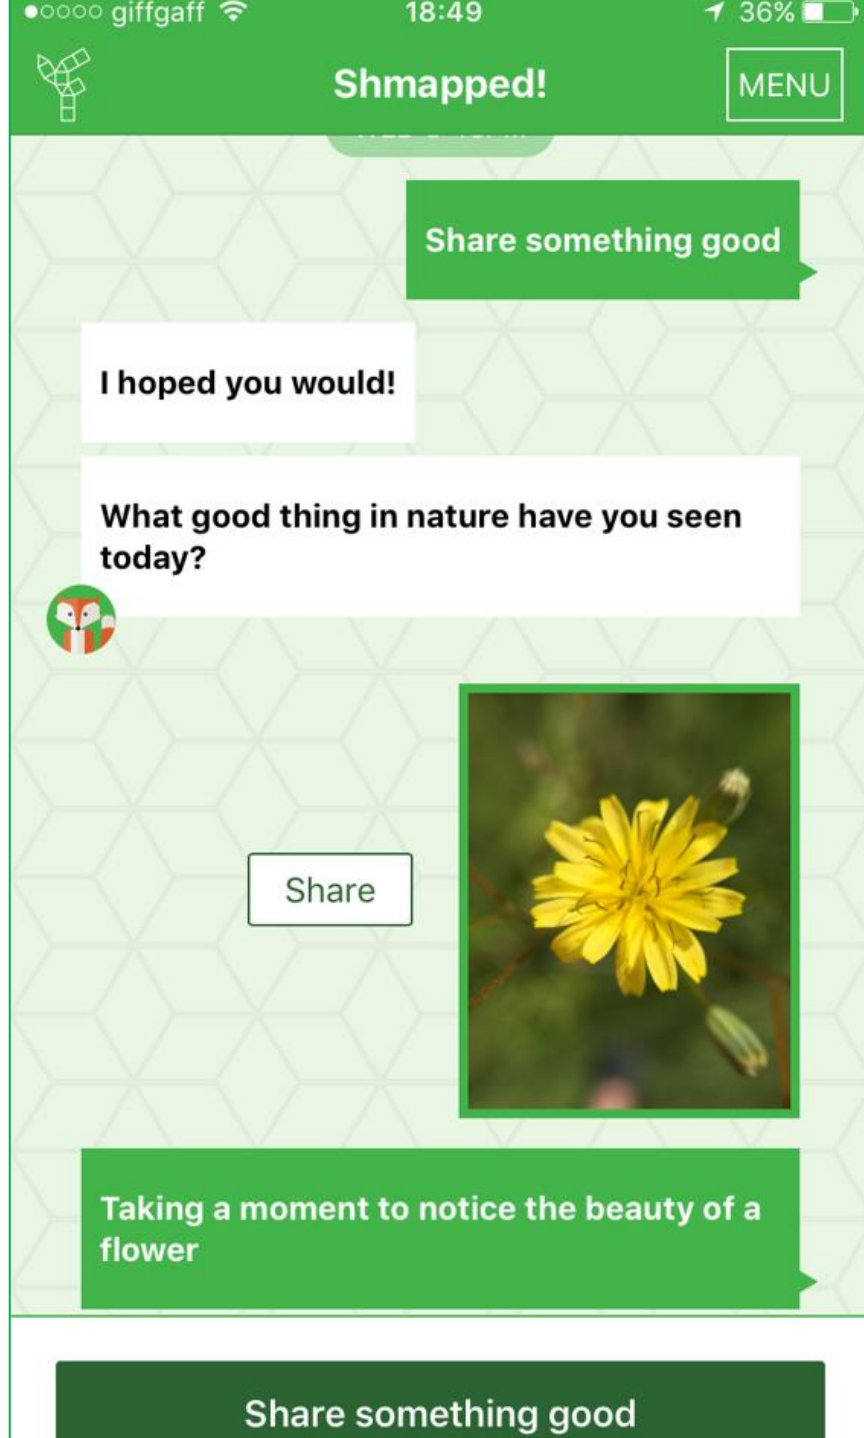 giffgaff 18:49 36%
Shmapped!
MENU
Share something good
I hoped you would!
What good thing in nature have you seen
today?
Share
Taking a moment to notice the beauty of a
flower
Share something good